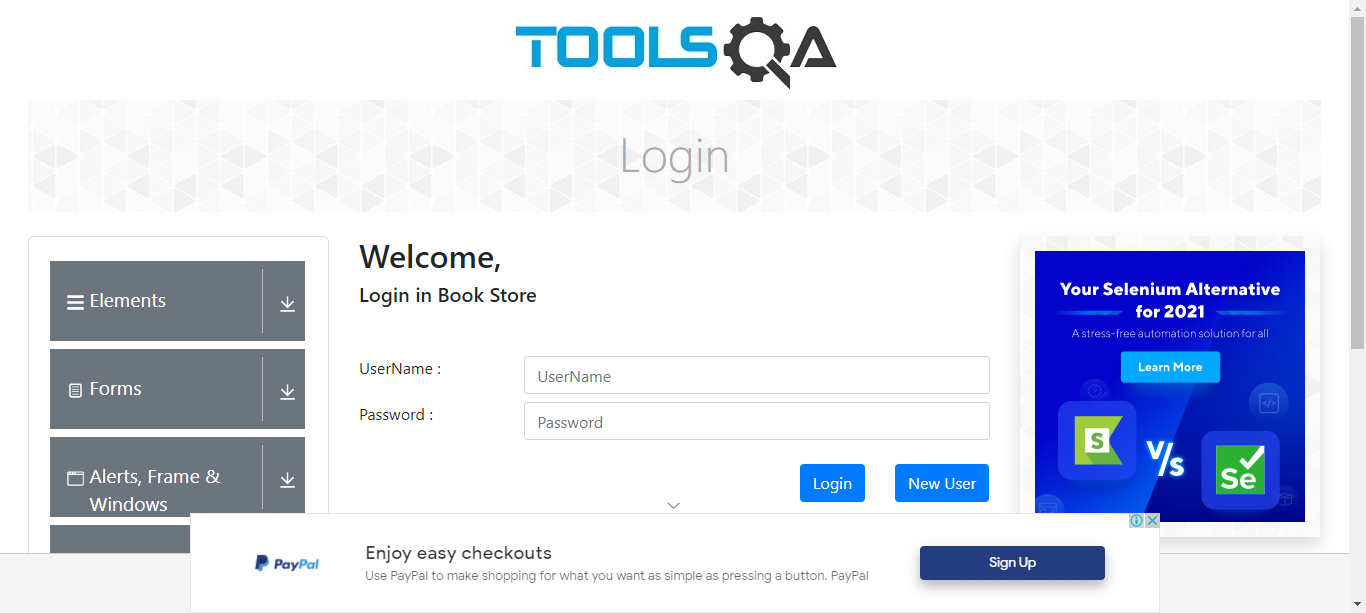 TOOLSQA
Login
Elements
Forms
Alerts, Frame &
Windows
Welcome,
Login in Book Store
UserName :
UserName
Password :
Password
Login
New User
Your Selenium Alternative
for 2021
A stress-free automation solution for all
Learn More
S
V/s
Se
PayPal
Enjoy easy checkouts
Use PayPal to make shopping for what you want as simple as pressing a button. PayPal
Sign Up